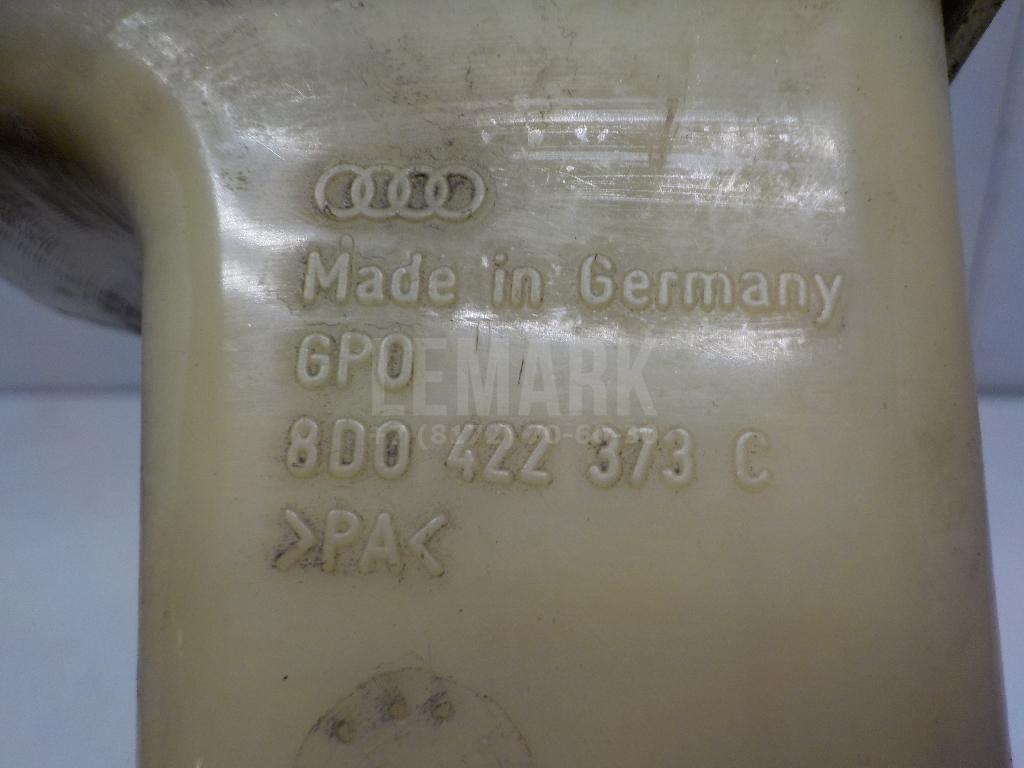 Made in Germany
GPO
LEMARK
8D0 422 373 C
>PA<